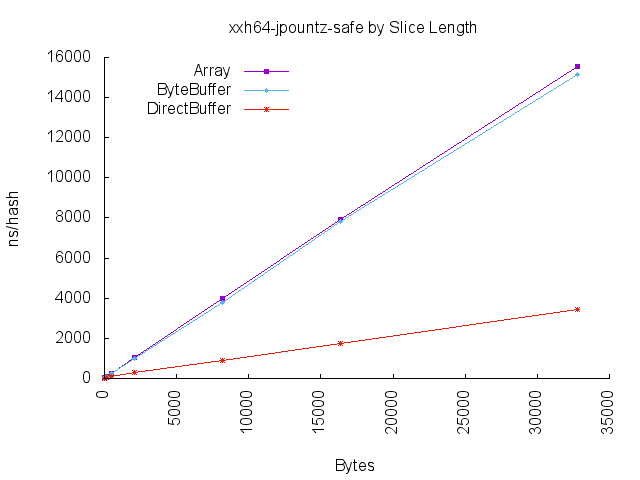 xxh64-jpountz-safe by Slice Length
16000
14000
12000
10000
8000
6000
4000
2000
0
ns/hash
Array
ByteBuffer
DirectBuffer
0
5000
10000
15000
20000
25000
30000
35000
Bytes